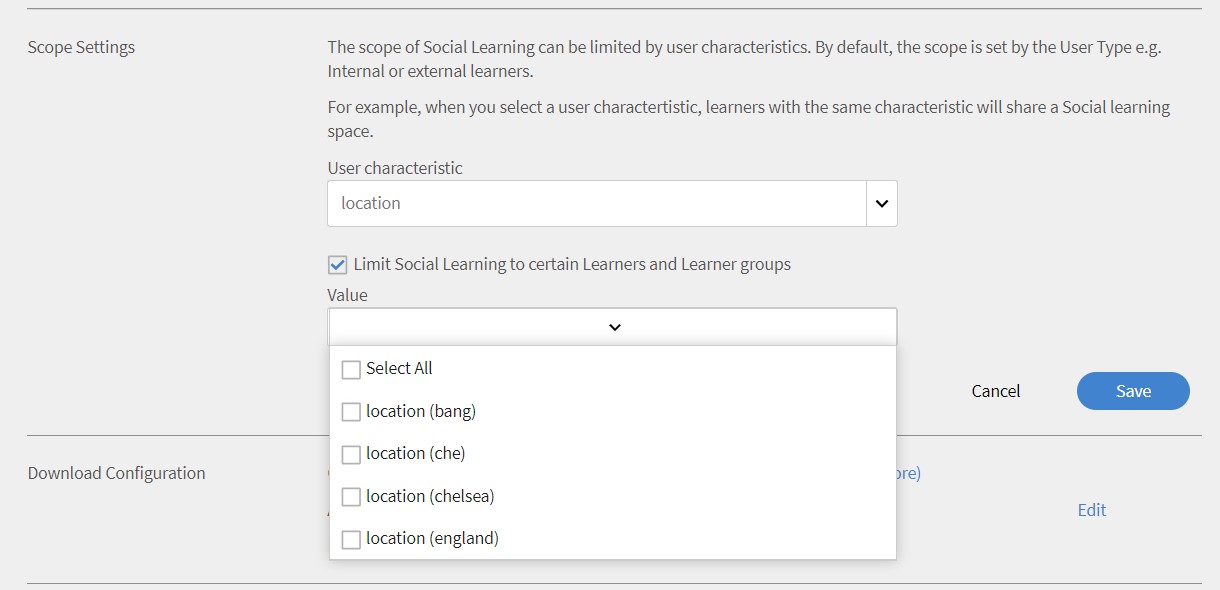 Scope Settings
The scope of Social Learning can be limited by user characteristics. By default, the scope is set by the User Type e.g.
Internal or external learners.
For example, when you select a user charactertistic, learners with the same characteristic will share a Social learning
space.
User characteristic
location
Limit Social Learning to certain Learners and Learner groups
Value
Select All
location (bang)
location (che)
location (chelsea)
location (england)
Cancel
Save
Download Configuration
Edit